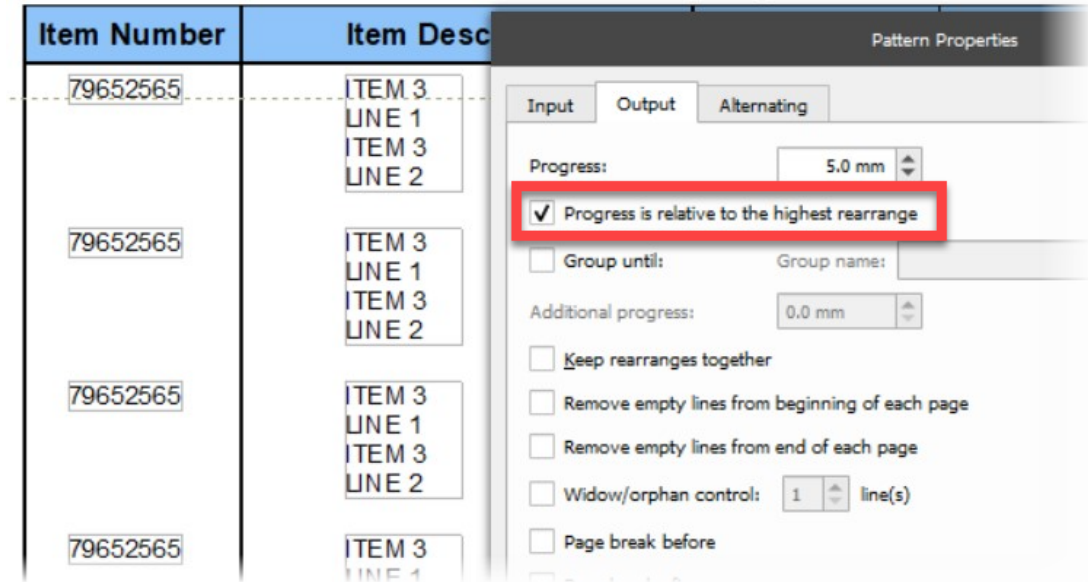 Item Number
Item Desc
79652565
ITEM 3
LINE 1
ITEM 3
LINE 2
79652565
ITEM 3
LINE 1
ITEM 3
LINE 2
79652565
ITEM 3
LINE 1
ITEM 3
LINE 2
79652565
ITEM 3
LINE 1
Pattern Properties
Input Output Alternating
Progress: 5.0 mm
Progress is relative to the highest rearrange
Group until: Group name:
Additional progress: 0.0 mm
Keep rearranges together
Remove empty lines from beginning of each page
Remove empty lines from end of each page
Widow/orphan control: 1 line(s)
Page break before